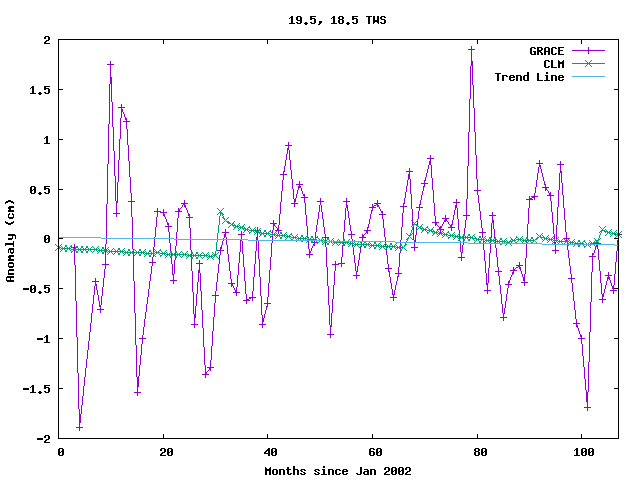 19.5, 18.5 TWS
GRACE
CLM
Trend Line
2
1.5
1
0.5
0
-0.5
-1
-1.5
-2
Anomaly (cm)
0 20 40 60 80 100
Months since Jan 2002